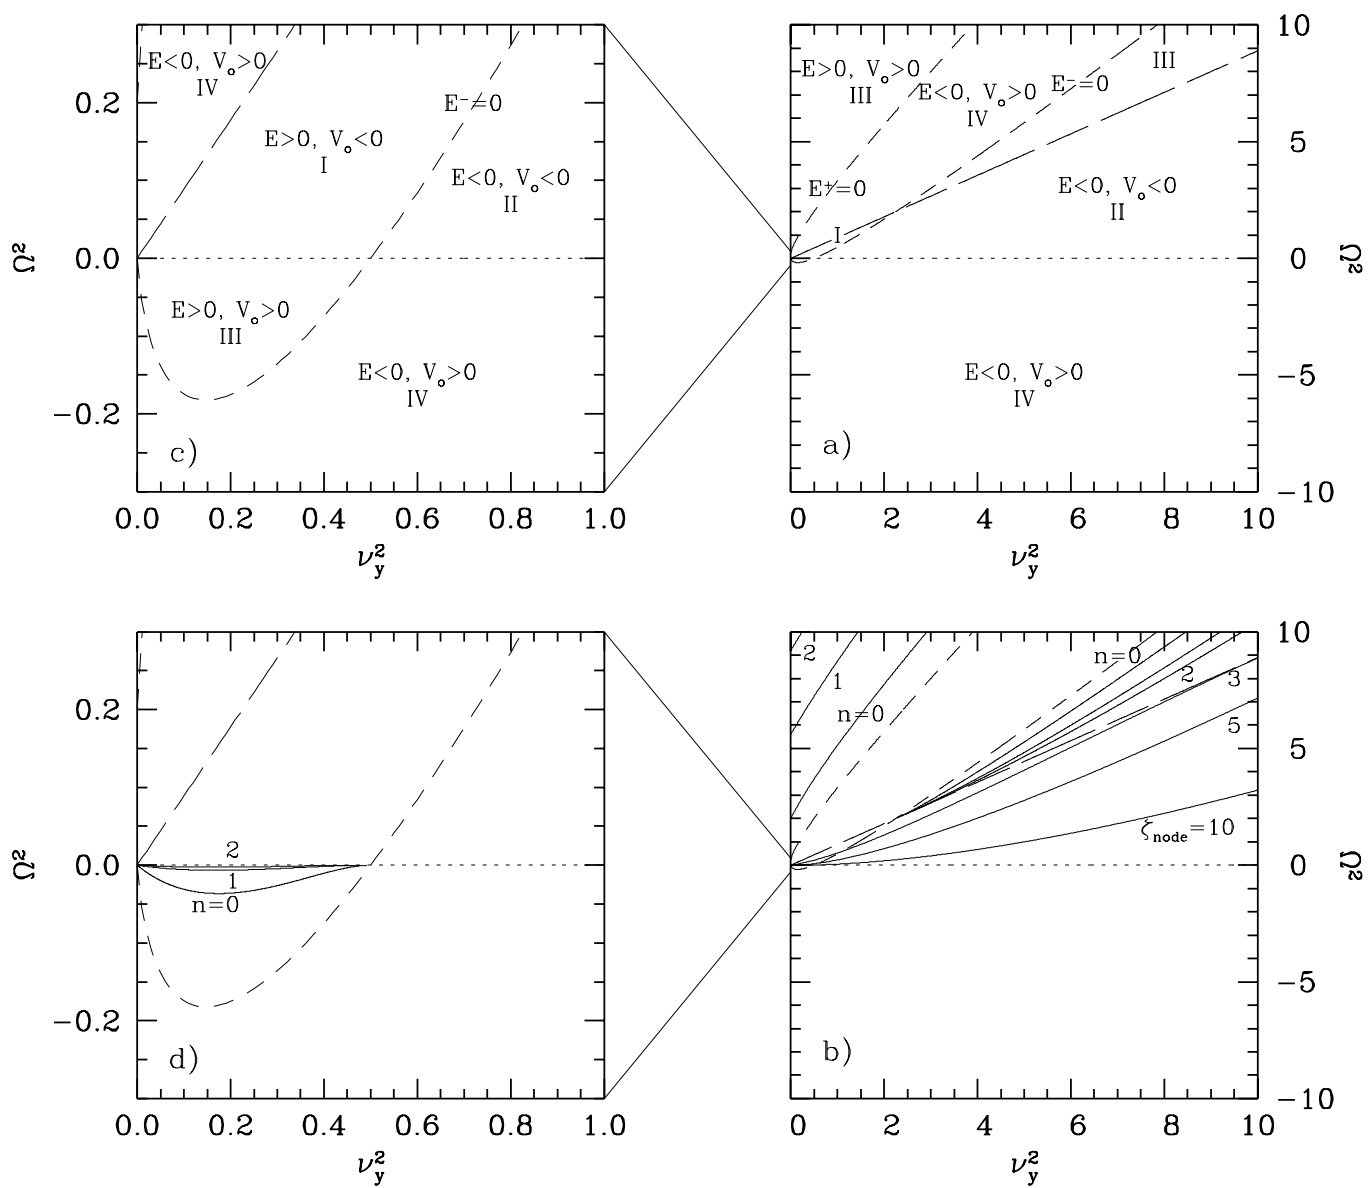 E<0, V₀>0
IV
0.2
E⁻=0
E>0, V₀<0
I
E<0, V₀<0
II
Ω²
0.0
E>0, V₀>0
III
E<0, V₀>0
IV
−0.2
c)
0.0 0.2 0.4 0.6 0.8 1.0
ν_y²
10
E>0, V₀>0
III
E<0, V₀>0
IV
E⁻=0
III
5
E⁺=0
I
E<0, V₀<0
II
0
Ω²
E<0, V₀>0
IV
−5
a)
−10
0 2 4 6 8 10
ν_y²
0.2
Ω²
0.0
2
1
n=0
−0.2
d)
0.0 0.2 0.4 0.6 0.8 1.0
ν_y²
10
2
1
n=0
n=0
2
3
5
5
ζnode=10
0
Ω²
−5
b)
−10
0 2 4 6 8 10
ν_y²